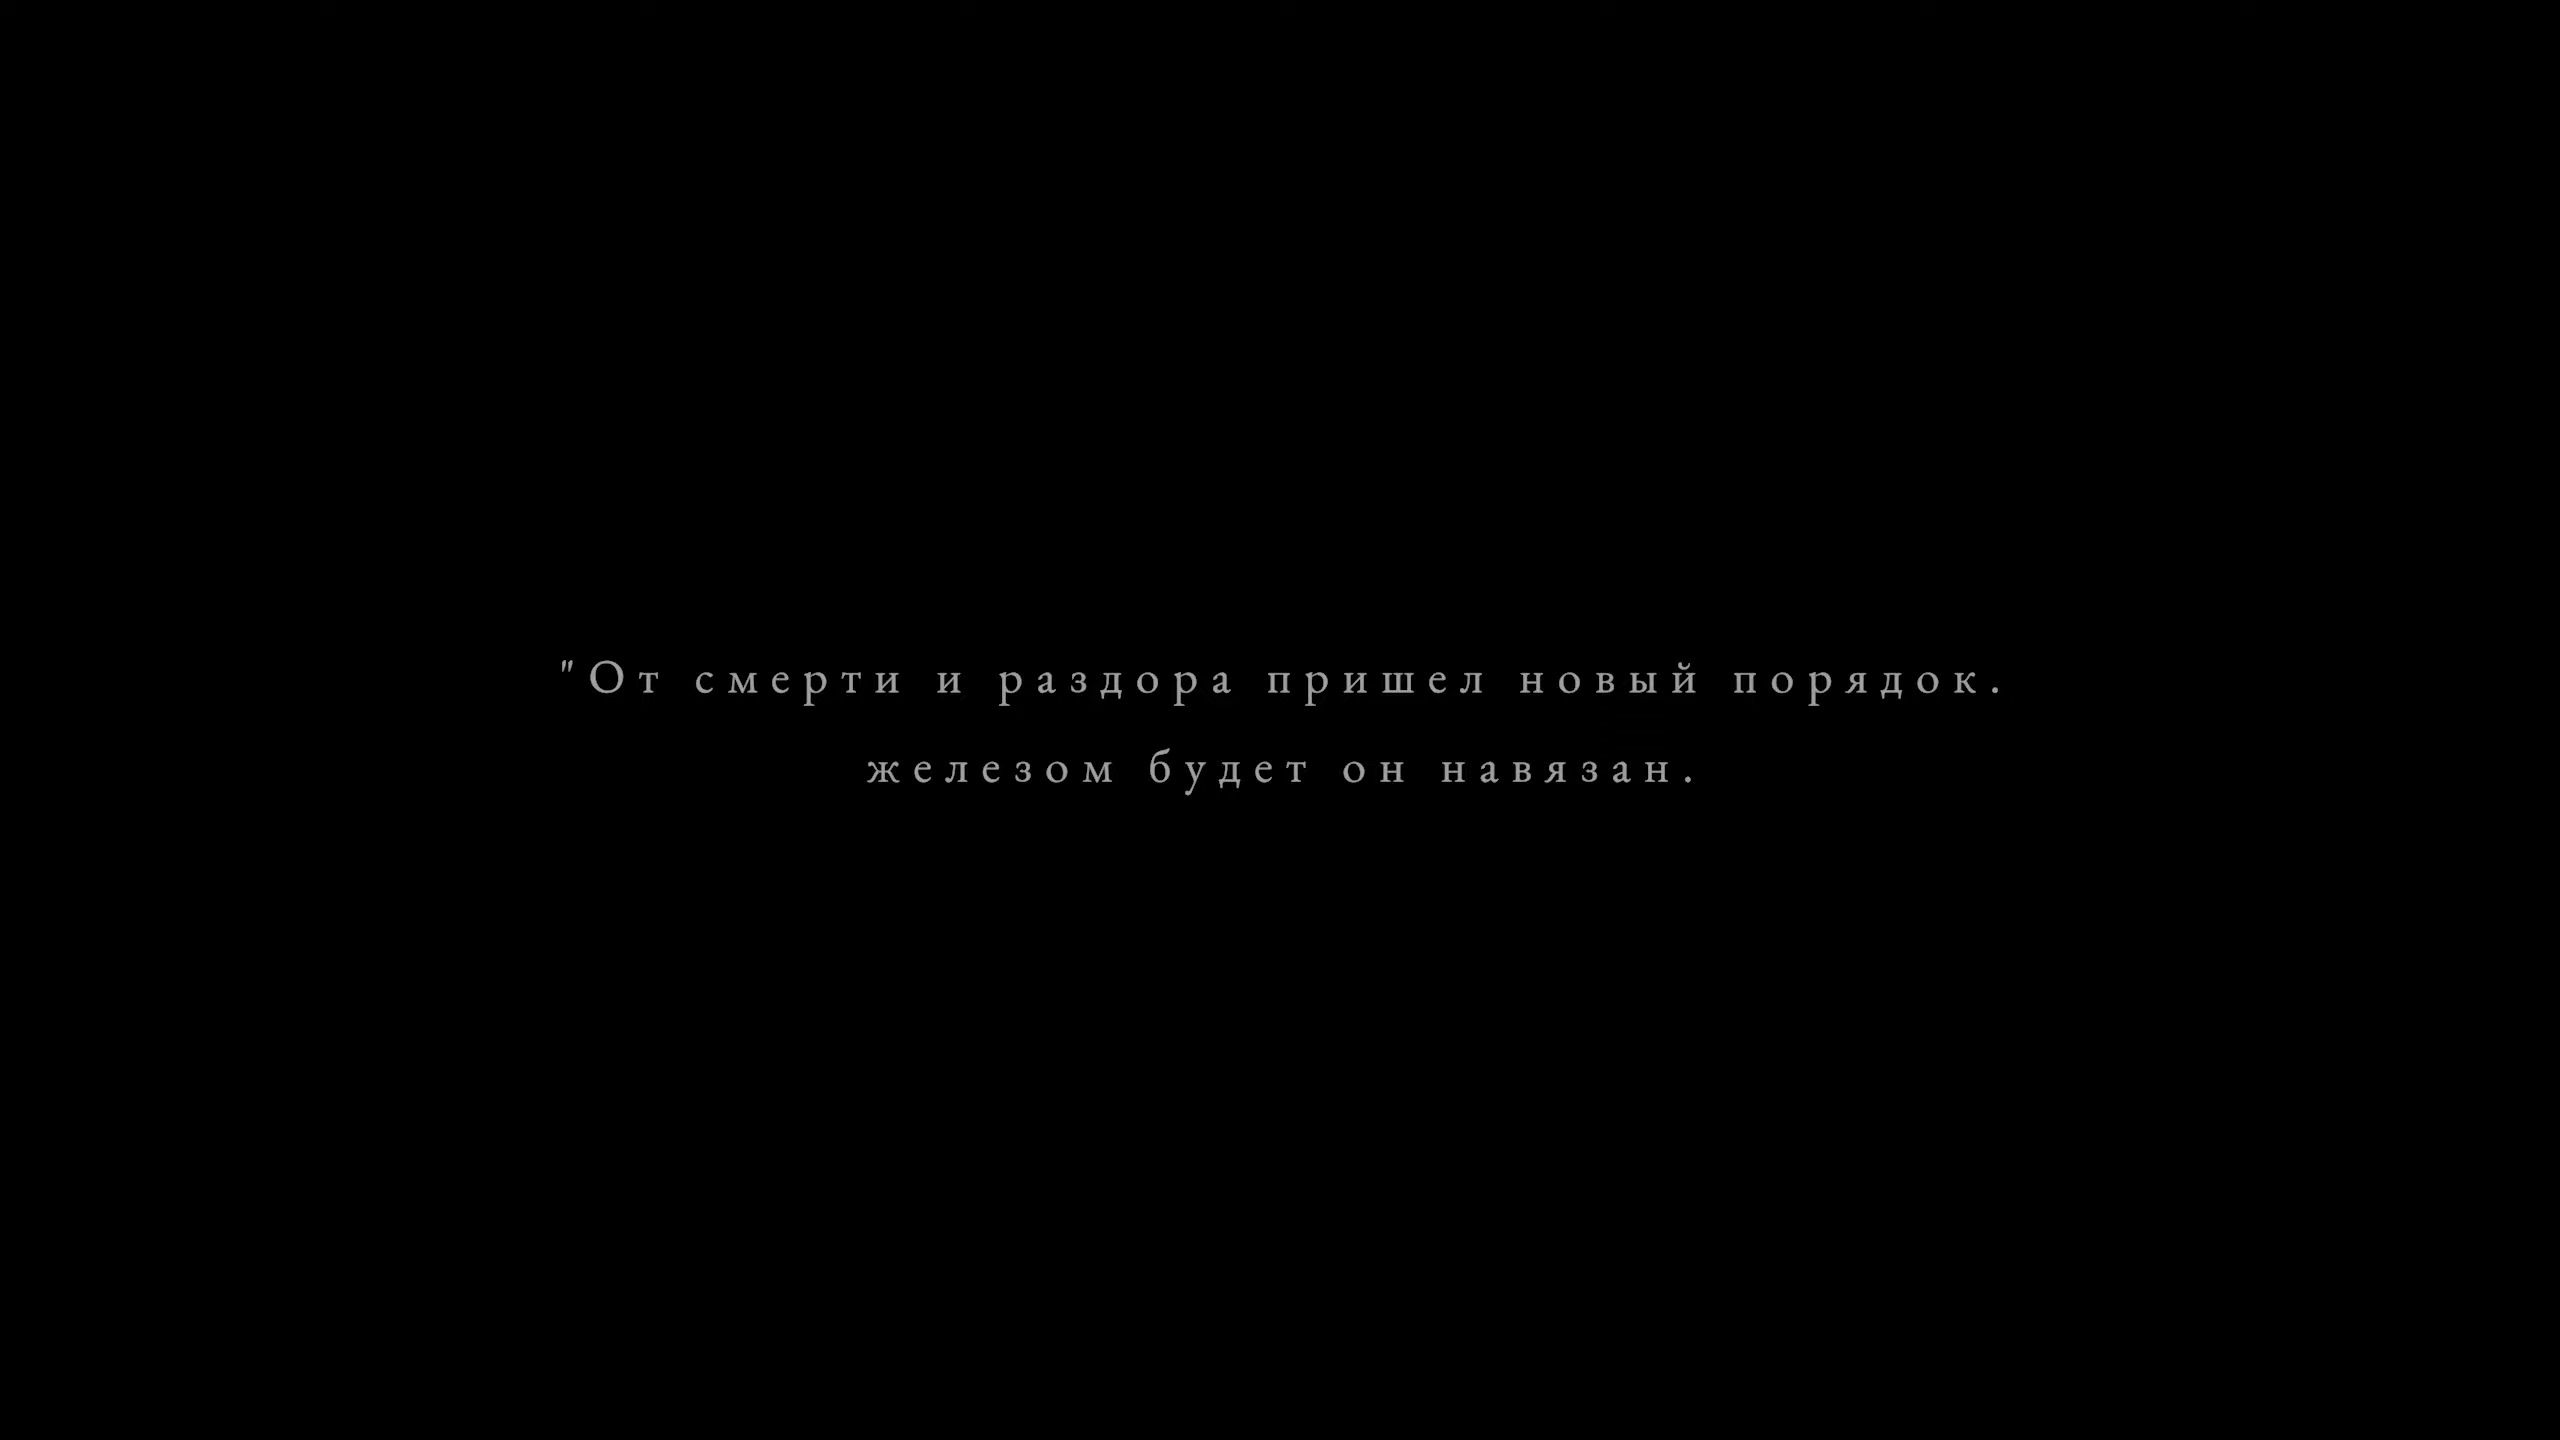 "От смерти и раздора пришел новый порядок.
железом будет он навязан.